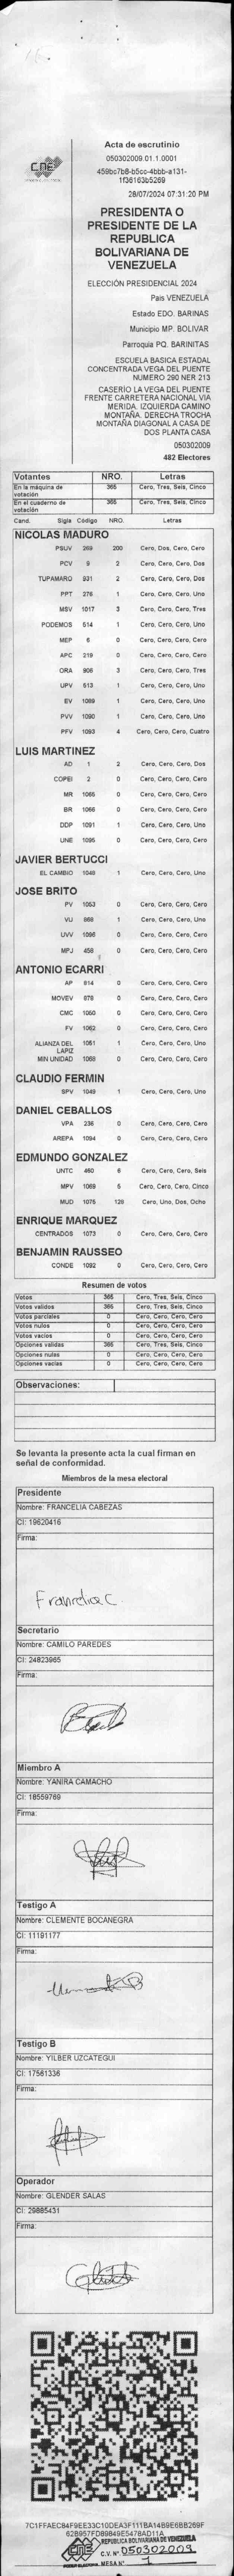 CNE
Acta de escrutinio
050302009.01.1.0001
459bc7b8-b5cc-4bbb-a131-
1f36163b5269
28/07/2024 07:31:20 PM
PRESIDENTA O
PRESIDENTE DE LA
REPUBLICA
BOLIVARIANA DE
VENEZUELA
ELECCIÓN PRESIDENCIAL 2024
Pais VENEZUELA
Estado EDO. BARINAS
Municipio MP. BOLIVAR
Parroquia PQ. BARINITAS
ESCUELA BASICA ESTADAL
CONCENTRADA VEGA DEL PUENTE
NUMERO 290 NER 213
CASERÍO LA VEGA DEL PUENTE
FRENTE CARRETERA NACIONAL VIA
MERIDA. IZQUIERDA CAMINO
MONTAÑA. DERECHA TROCHA
MONTAÑA DIAGONAL A CASA DE
DOS PLANTA CASA
050302009
482 Electores
Votantes NRO. Letras
En la máquina de votación 365 Cero, Tres, Seis, Cinco
En el cuaderno de votación 365 Cero, Tres, Seis, Cinco
Cand. Sigla Código NRO. Letras
NICOLAS MADURO
PSUV 269 200 Cero, Dos, Cero, Cero
PCV 9 2 Cero, Cero, Cero, Dos
TUPAMARO 931 2 Cero, Cero, Cero, Dos
PPT 276 1 Cero, Cero, Cero, Uno
MSV 1017 3 Cero, Cero, Cero, Tres
PODEMOS 514 1 Cero, Cero, Cero, Uno
MEP 6 0 Cero, Cero, Cero, Cero
APC 219 0 Cero, Cero, Cero, Cero
ORA 906 3 Cero, Cero, Cero, Tres
UPV 613 1 Cero, Cero, Cero, Uno
EV 1089 1 Cero, Cero, Cero, Uno
PVV 1090 1 Cero, Cero, Cero, Uno
PFV 1093 4 Cero, Cero, Cero, Cuatro
LUIS MARTINEZ
AD 1 2 Cero, Cero, Cero, Dos
COPEI 2 0 Cero, Cero, Cero, Cero
MR 1065 0 Cero, Cero, Cero, Cero
BR 1066 0 Cero, Cero, Cero, Cero
DDP 1091 1 Cero, Cero, Cero, Uno
UNE 1095 0 Cero, Cero, Cero, Cero
JAVIER BERTUCCI
EL CAMBIO 1048 1 Cero, Cero, Cero, Uno
JOSE BRITO
PV 1053 0 Cero, Cero, Cero, Cero
VU 868 1 Cero, Cero, Cero, Uno
UVV 1096 0 Cero, Cero, Cero, Cero
MPJ 456 0 Cero, Cero, Cero, Cero
ANTONIO ECARRI
AP 814 0 Cero, Cero, Cero, Cero
MOVEV 878 0 Cero, Cero, Cero, Cero
CMC 1050 0 Cero, Cero, Cero, Cero
FV 1062 0 Cero, Cero, Cero, Cero
ALIANZA DEL LAPIZ 1051 1 Cero, Cero, Cero, Uno
MIN UNIDAD 1068 0 Cero, Cero, Cero, Cero
CLAUDIO FERMIN
SPV 1049 1 Cero, Cero, Cero, Uno
DANIEL CEBALLOS
VPA 236 0 Cero, Cero, Cero, Cero
AREPA 1094 0 Cero, Cero, Cero, Cero
EDMUNDO GONZALEZ
UNTC 460 6 Cero, Cero, Cero, Seis
MPV 1069 5 Cero, Cero, Cero, Cinco
MUD 1075 128 Cero, Uno, Dos, Ocho
ENRIQUE MARQUEZ
CENTRADOS 1073 0 Cero, Cero, Cero, Cero
BENJAMIN RAUSSEO
CONDE 1092 0 Cero, Cero, Cero, Cero
Resumen de votos
Votos 365 Cero, Tres, Seis, Cinco
Votos validos 365 Cero, Tres, Seis, Cinco
Votos parciales 0 Cero, Cero, Cero, Cero
Votos nulos 0 Cero, Cero, Cero, Cero
Votos vacíos 0 Cero, Cero, Cero, Cero
Opciones validas 365 Cero, Tres, Seis, Cinco
Opciones nulas 0 Cero, Cero, Cero, Cero
Opciones vacias 0 Cero, Cero, Cero, Cero
Observaciones:
Se levanta la presente acta la cual firman en
señal de conformidad.
Miembros de la mesa electoral
Presidente
Nombre: FRANCELIA CABEZAS
CI: 19620416
Firma:
Secretario
Nombre: CAMILO PAREDES
CI: 24823965
Firma:
Miembro A
Nombre: YANIRA CAMACHO
CI: 18559769
Firma:
Testigo A
Nombre: CLEMENTE BOCANEGRA
CI: 11191177
Firma:
Testigo B
Nombre: YILBER UZCATEGUI
CI: 17561336
Firma:
Operador
Nombre: GLENDER SALAS
CI: 29885431
Firma:
7C1FFAEC84F9EE33C10DEA3F111BA14B9E6BB269F
62B957FD89849E5478AD11A
CNE REPUBLICA BOLIVARIANA DE VENEZUELA
C.V. N° 050302009
PODER ELECTORAL MESA N° 1